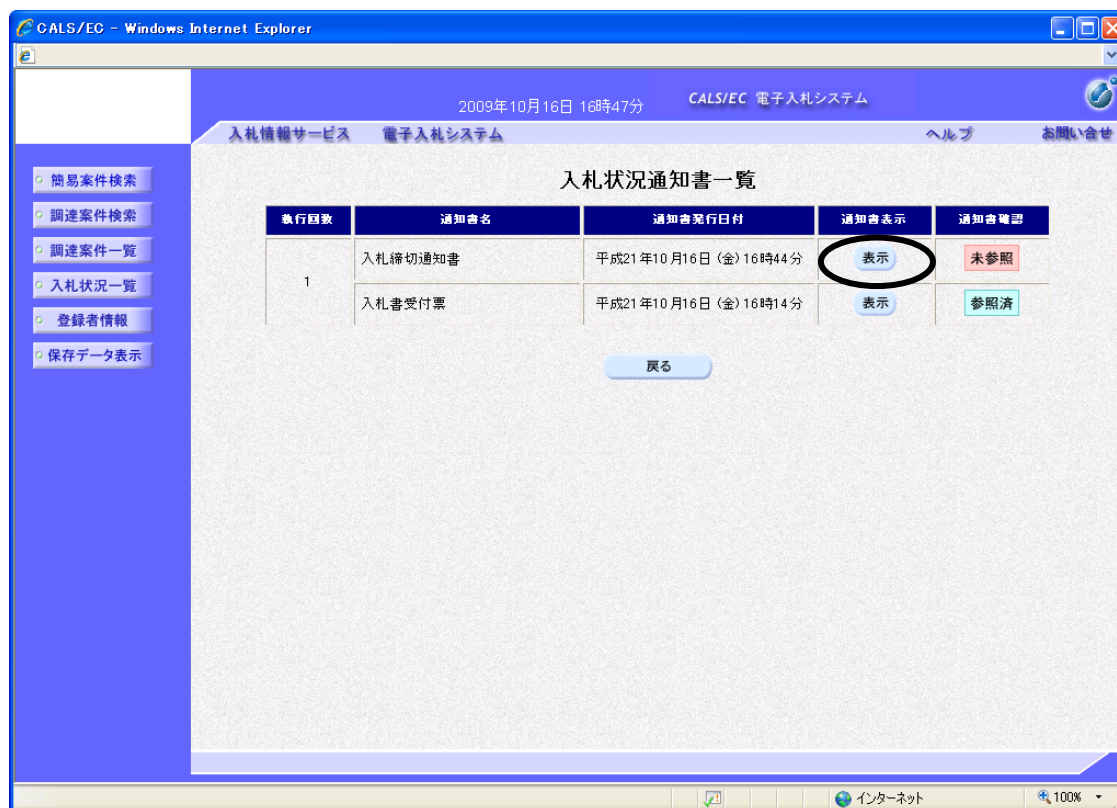 CALS/EC - Windows Internet Explorer
2009年10月16日 16時47分
CALS/EC 電子入札システム
入札情報サービス 電子入札システム ヘルプ お問い合せ
簡易案件検索
調達案件検索
調達案件一覧
入札状況一覧
登録者情報
保存データ表示
入札状況通知書一覧
執行回数 通知書名 通知書発行日付 通知書表示 通知書確認
1
入札締切通知書 平成21年10月16日(金)16時44分 表示 未参照
入札書受付票 平成21年10月16日(金)16時14分 表示 参照済
戻る
インターネット 100%